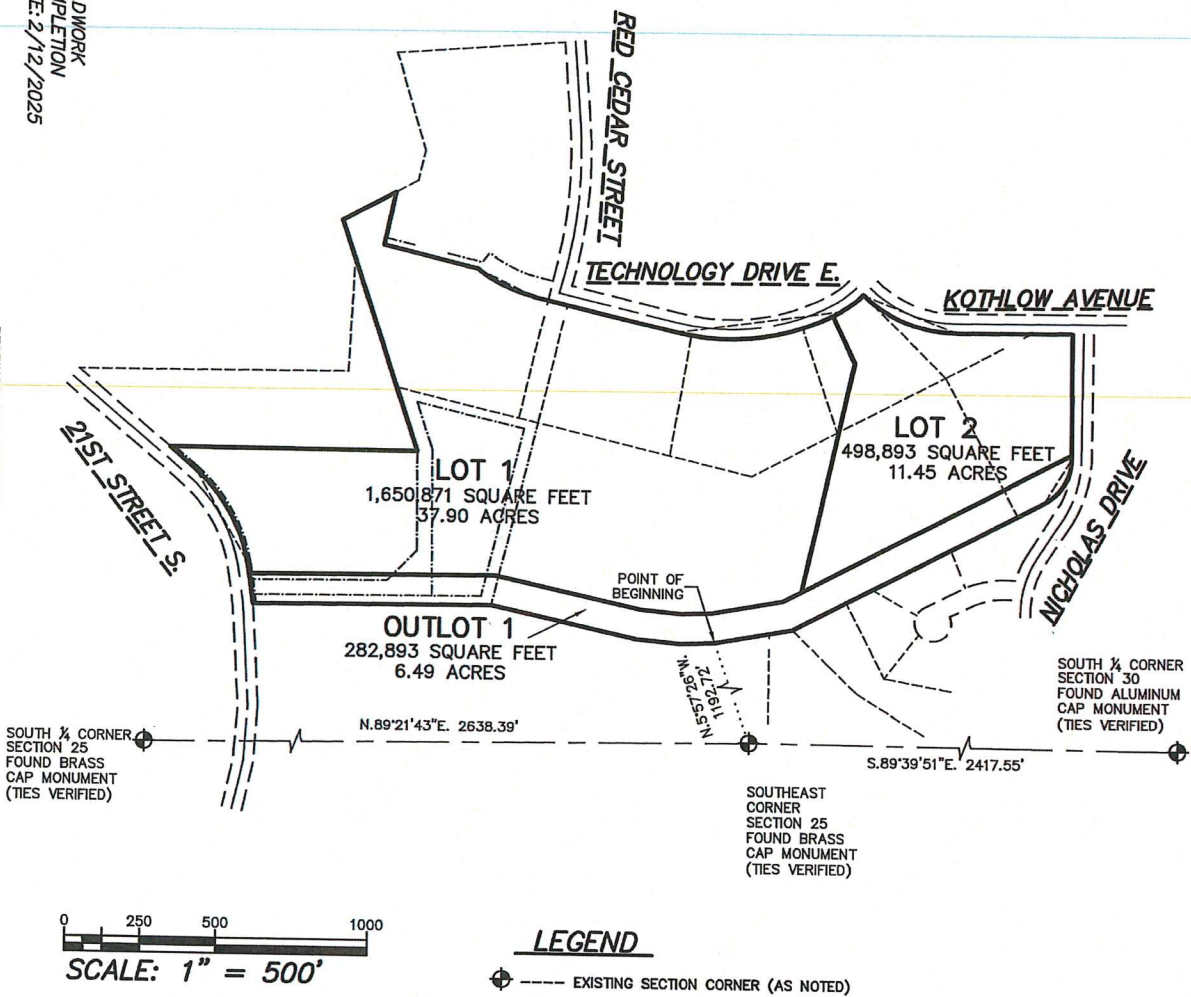 DWORK
MPLETION
E: 2/12/2025
RED CEDAR STREET
TECHNOLOGY DRIVE E.
KOTHLOW AVENUE
21ST STREET S.
LOT 1
1,650,871 SQUARE FEET
37.90 ACRES
LOT 2
498,893 SQUARE FEET
11.45 ACRES
NICHOLAS DRIVE
POINT OF
BEGINNING
OUTLOT 1
282,893 SQUARE FEET
6.49 ACRES
N.5°57'26"W.
1192.72'
SOUTH ¼ CORNER
SECTION 30
FOUND ALUMINUM
CAP MONUMENT
(TIES VERIFIED)
SOUTH ¼ CORNER
SECTION 25
FOUND BRASS
CAP MONUMENT
(TIES VERIFIED)
N.89°21'43"E. 2638.39'
S.89°39'51"E. 2417.55'
SOUTHEAST
CORNER
SECTION 25
FOUND BRASS
CAP MONUMENT
(TIES VERIFIED)
0 250 500 1000
SCALE: 1" = 500'
LEGEND
EXISTING SECTION CORNER (AS NOTED)